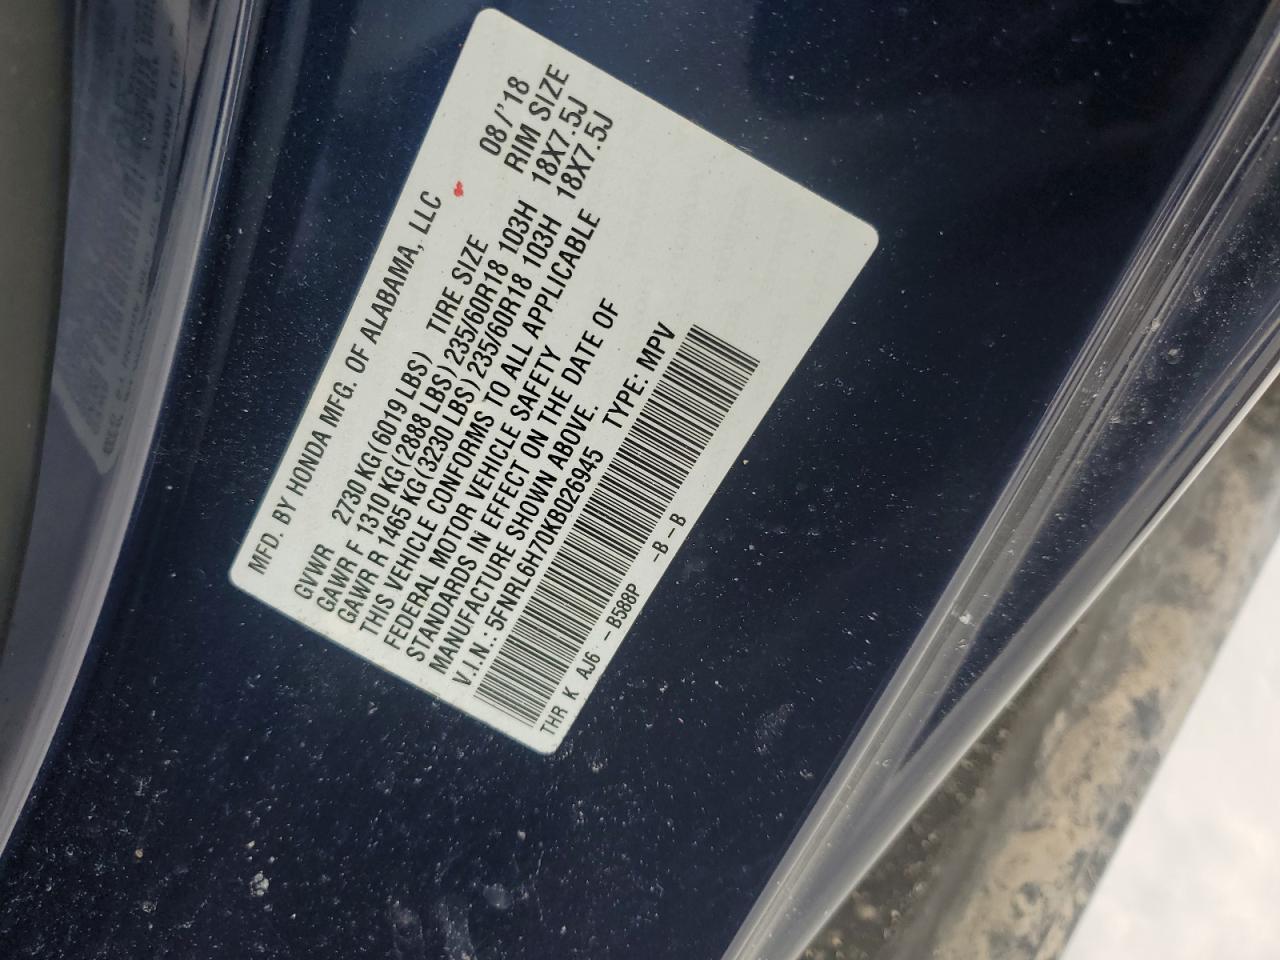 MFD. BY HONDA MFG. OF ALABAMA, LLC
08/'18
GVWR 2730 KG(6019 LBS) TIRE SIZE RIM SIZE
GAWR F 1310 KG(2888 LBS) 235/60R18 103H 18X7.5J
GAWR R 1465 KG(3230 LBS) 235/60R18 103H 18X7.5J
THIS VEHICLE CONFORMS TO ALL APPLICABLE
FEDERAL MOTOR VEHICLE SAFETY
STANDARDS IN EFFECT ON THE DATE OF
MANUFACTURE SHOWN ABOVE.
V.I.N.: 5FNRL6H70KB026945 TYPE: MPV
THR K AJ6 -B588P -B-B